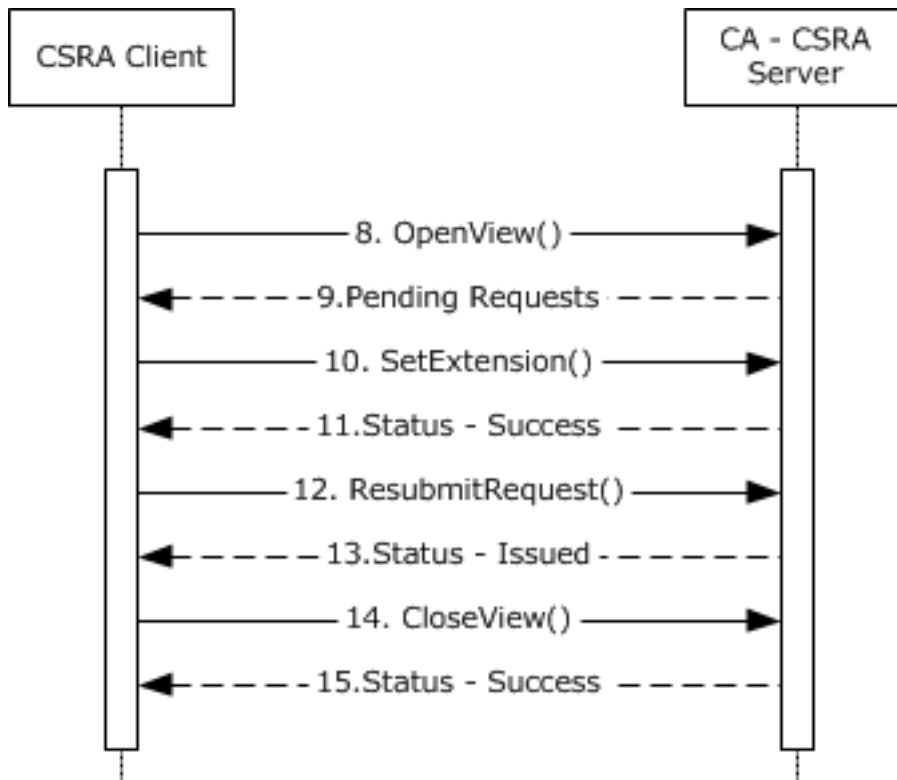 CSRA Client
CA - CSRA
Server
8. OpenView()
9.Pending Requests
10. SetExtension()
11.Status - Success
12. ResubmitRequest()
13.Status - Issued
14. CloseView()
15.Status - Success